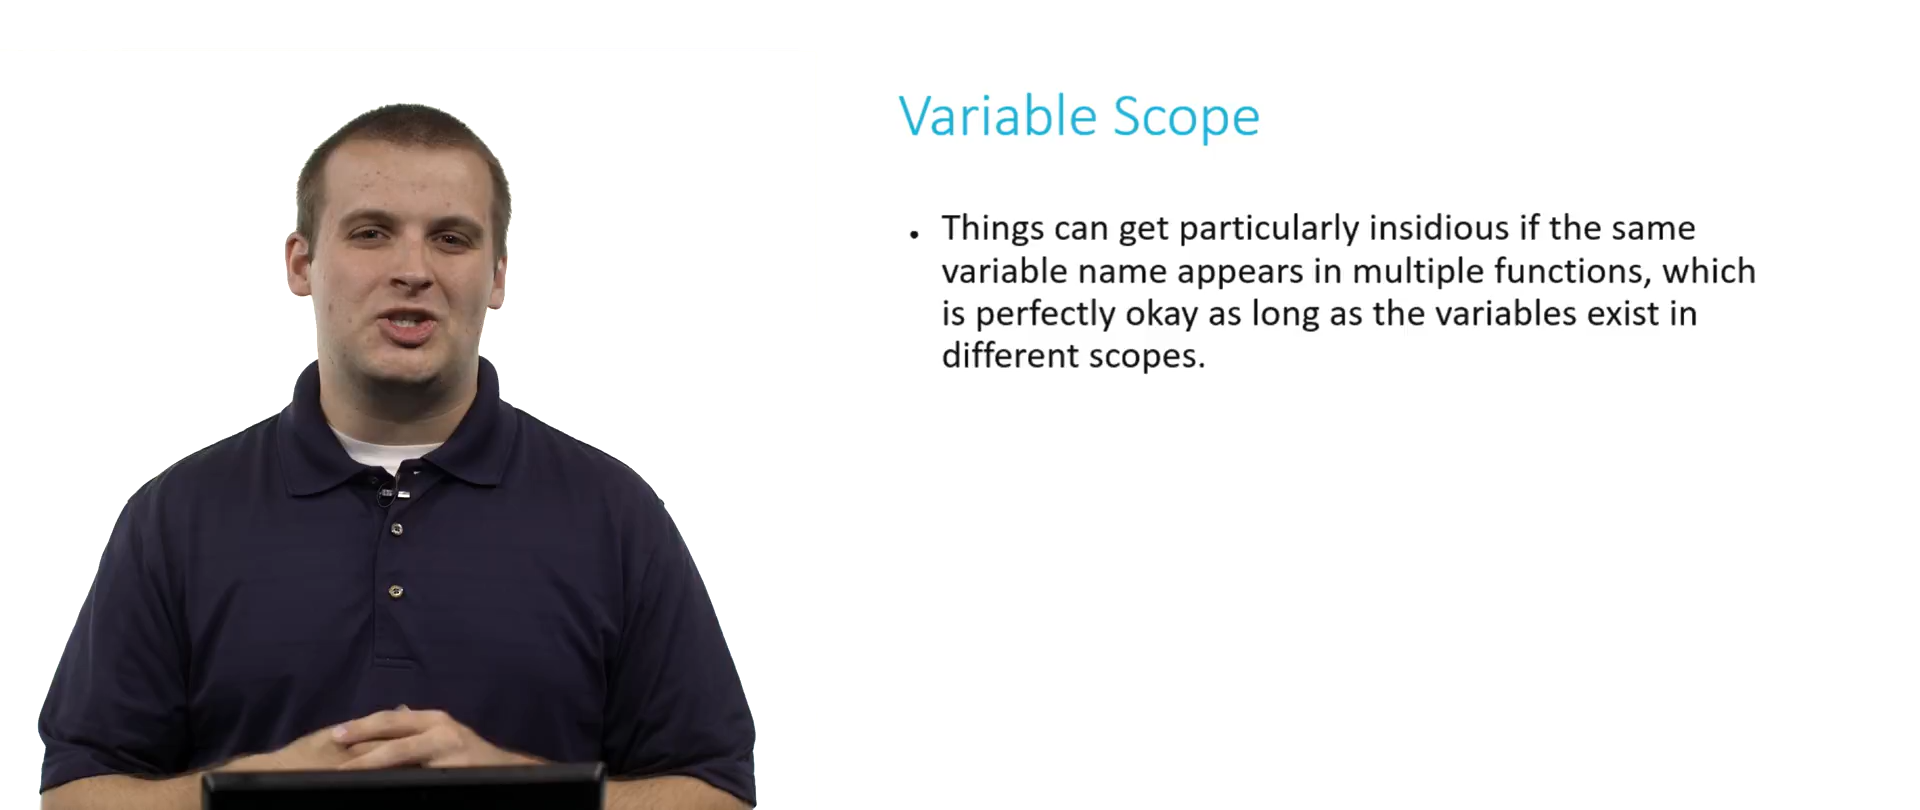 Variable Scope
• Things can get particularly insidious if the same
variable name appears in multiple functions, which
is perfectly okay as long as the variables exist in
different scopes.